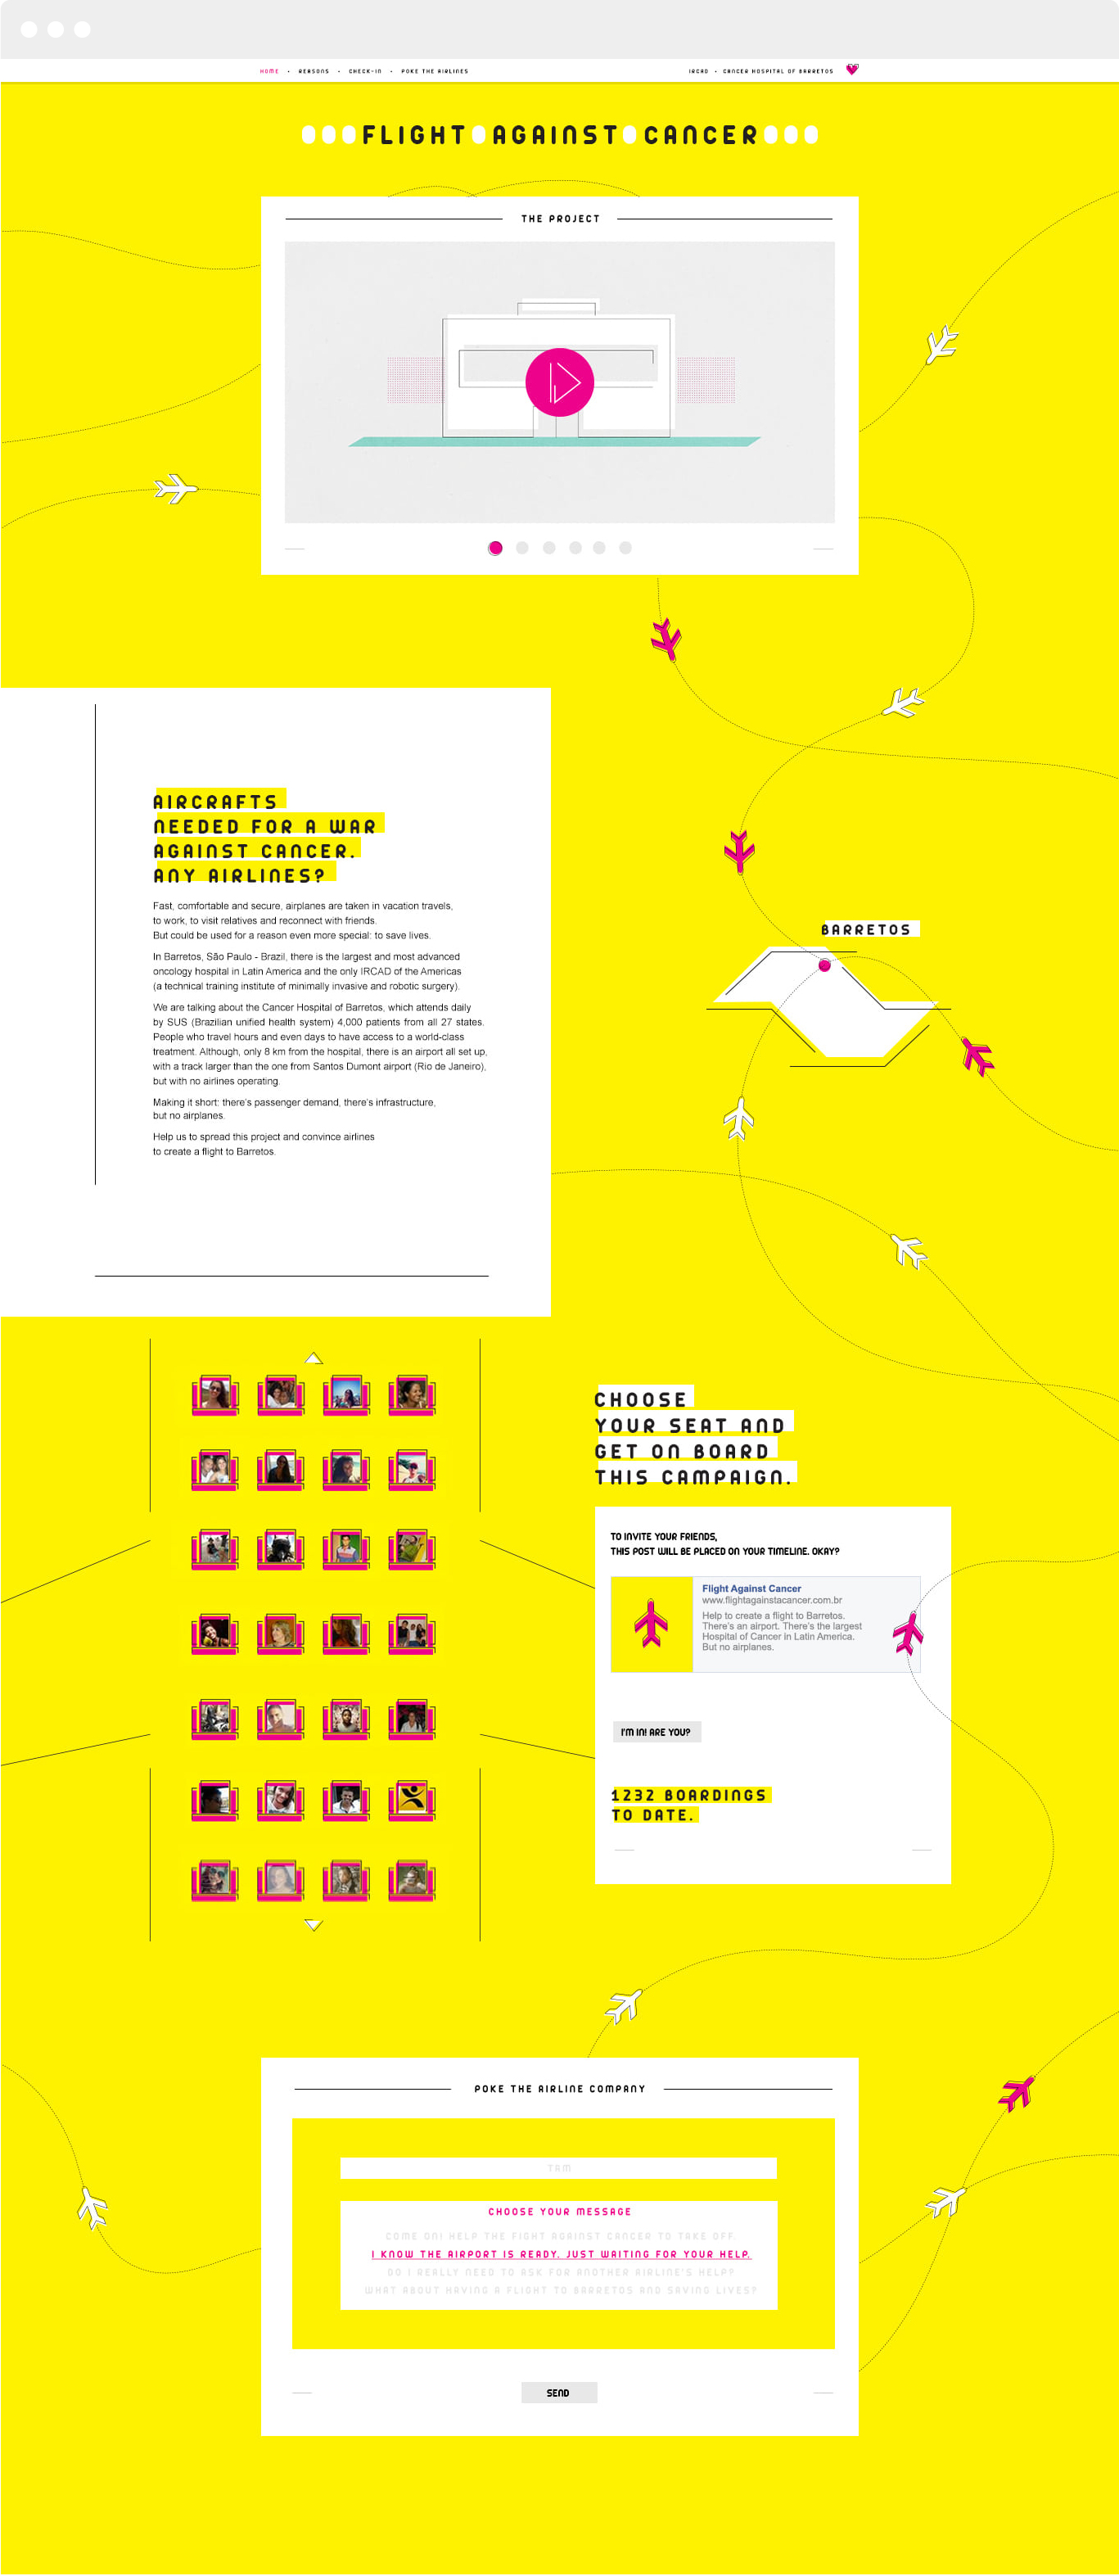 HOME • REASONS • CHECK-IN • POKE THE AIRLINES
IRCAD • CANCER HOSPITAL OF BARRETOS
FLIGHT AGAINST CANCER
THE PROJECT
AIRCRAFTS
NEEDED FOR A WAR
AGAINST CANCER.
ANY AIRLINES?
Fast, comfortable and secure, airplanes are taken in vacation travels,
to work, to visit relatives and reconnect with friends.
But could be used for a reason even more special: to save lives.
In Barretos, São Paulo - Brazil, there is the largest and most advanced
oncology hospital in Latin America and the only IRCAD of the Americas
(a technical training institute of minimally invasive and robotic surgery).
We are talking about the Cancer Hospital of Barretos, which attends daily
by SUS (Brazilian unified health system) 4,000 patients from all 27 states.
People who travel hours and even days to have access to a world-class
treatment. Although, only 8 km from the hospital, there is an airport all set up,
with a track larger than the one from Santos Dumont airport (Rio de Janeiro),
but with no airlines operating.
Making it short: there's passenger demand, there's infrastructure,
but no airplanes.
Help us to spread this project and convince airlines
to create a flight to Barretos.
BARRETOS
CHOOSE
YOUR SEAT AND
GET ON BOARD
THIS CAMPAIGN.
TO INVITE YOUR FRIENDS,
THIS POST WILL BE PLACED ON YOUR TIMELINE. OKAY?
Flight Against Cancer
www.flightagainstacancer.com.br
Help to create a flight to Barretos.
There's an airport. There's the largest
Hospital of Cancer in Latin America.
But no airplanes.
I'M IN! ARE YOU?
1232 BOARDINGS
TO DATE.
POKE THE AIRLINE COMPANY
TAM
CHOOSE YOUR MESSAGE
COME ON! HELP THE FIGHT AGAINST CANCER TO TAKE OFF.
I KNOW THE AIRPORT IS READY. JUST WAITING FOR YOUR HELP.
DO I REALLY NEED TO ASK FOR ANOTHER AIRLINE'S HELP?
WHAT ABOUT HAVING A FLIGHT TO BARRETOS AND SAVING LIVES?
SEND